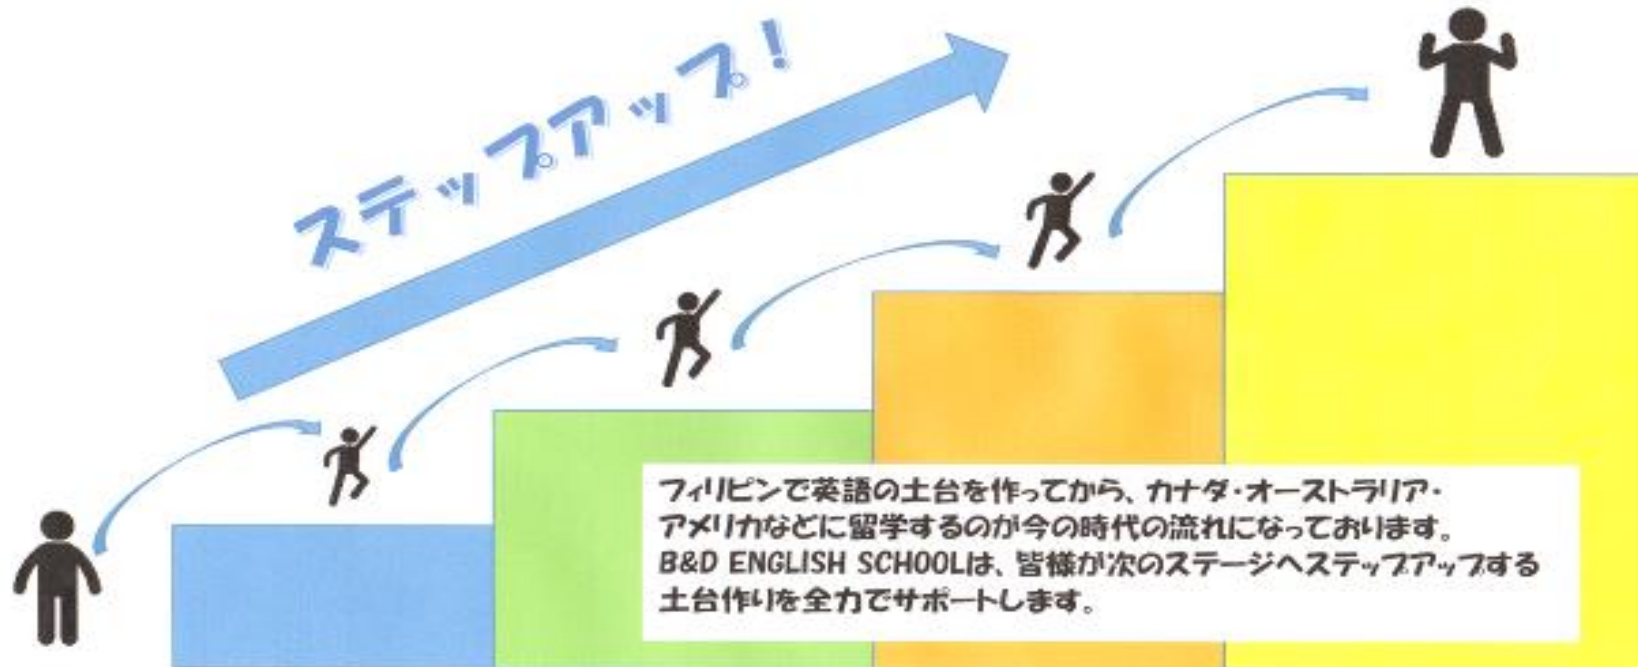 ステップアップ!
フィリピンで英語の土台を作ってから、カナダ・オーストラリア・
アメリカなどに留学するのが今の時代の流れになっております。
B&D ENGLISH SCHOOLは、皆様が次のステージへステップアップする
土台作りを全力でサポートします。